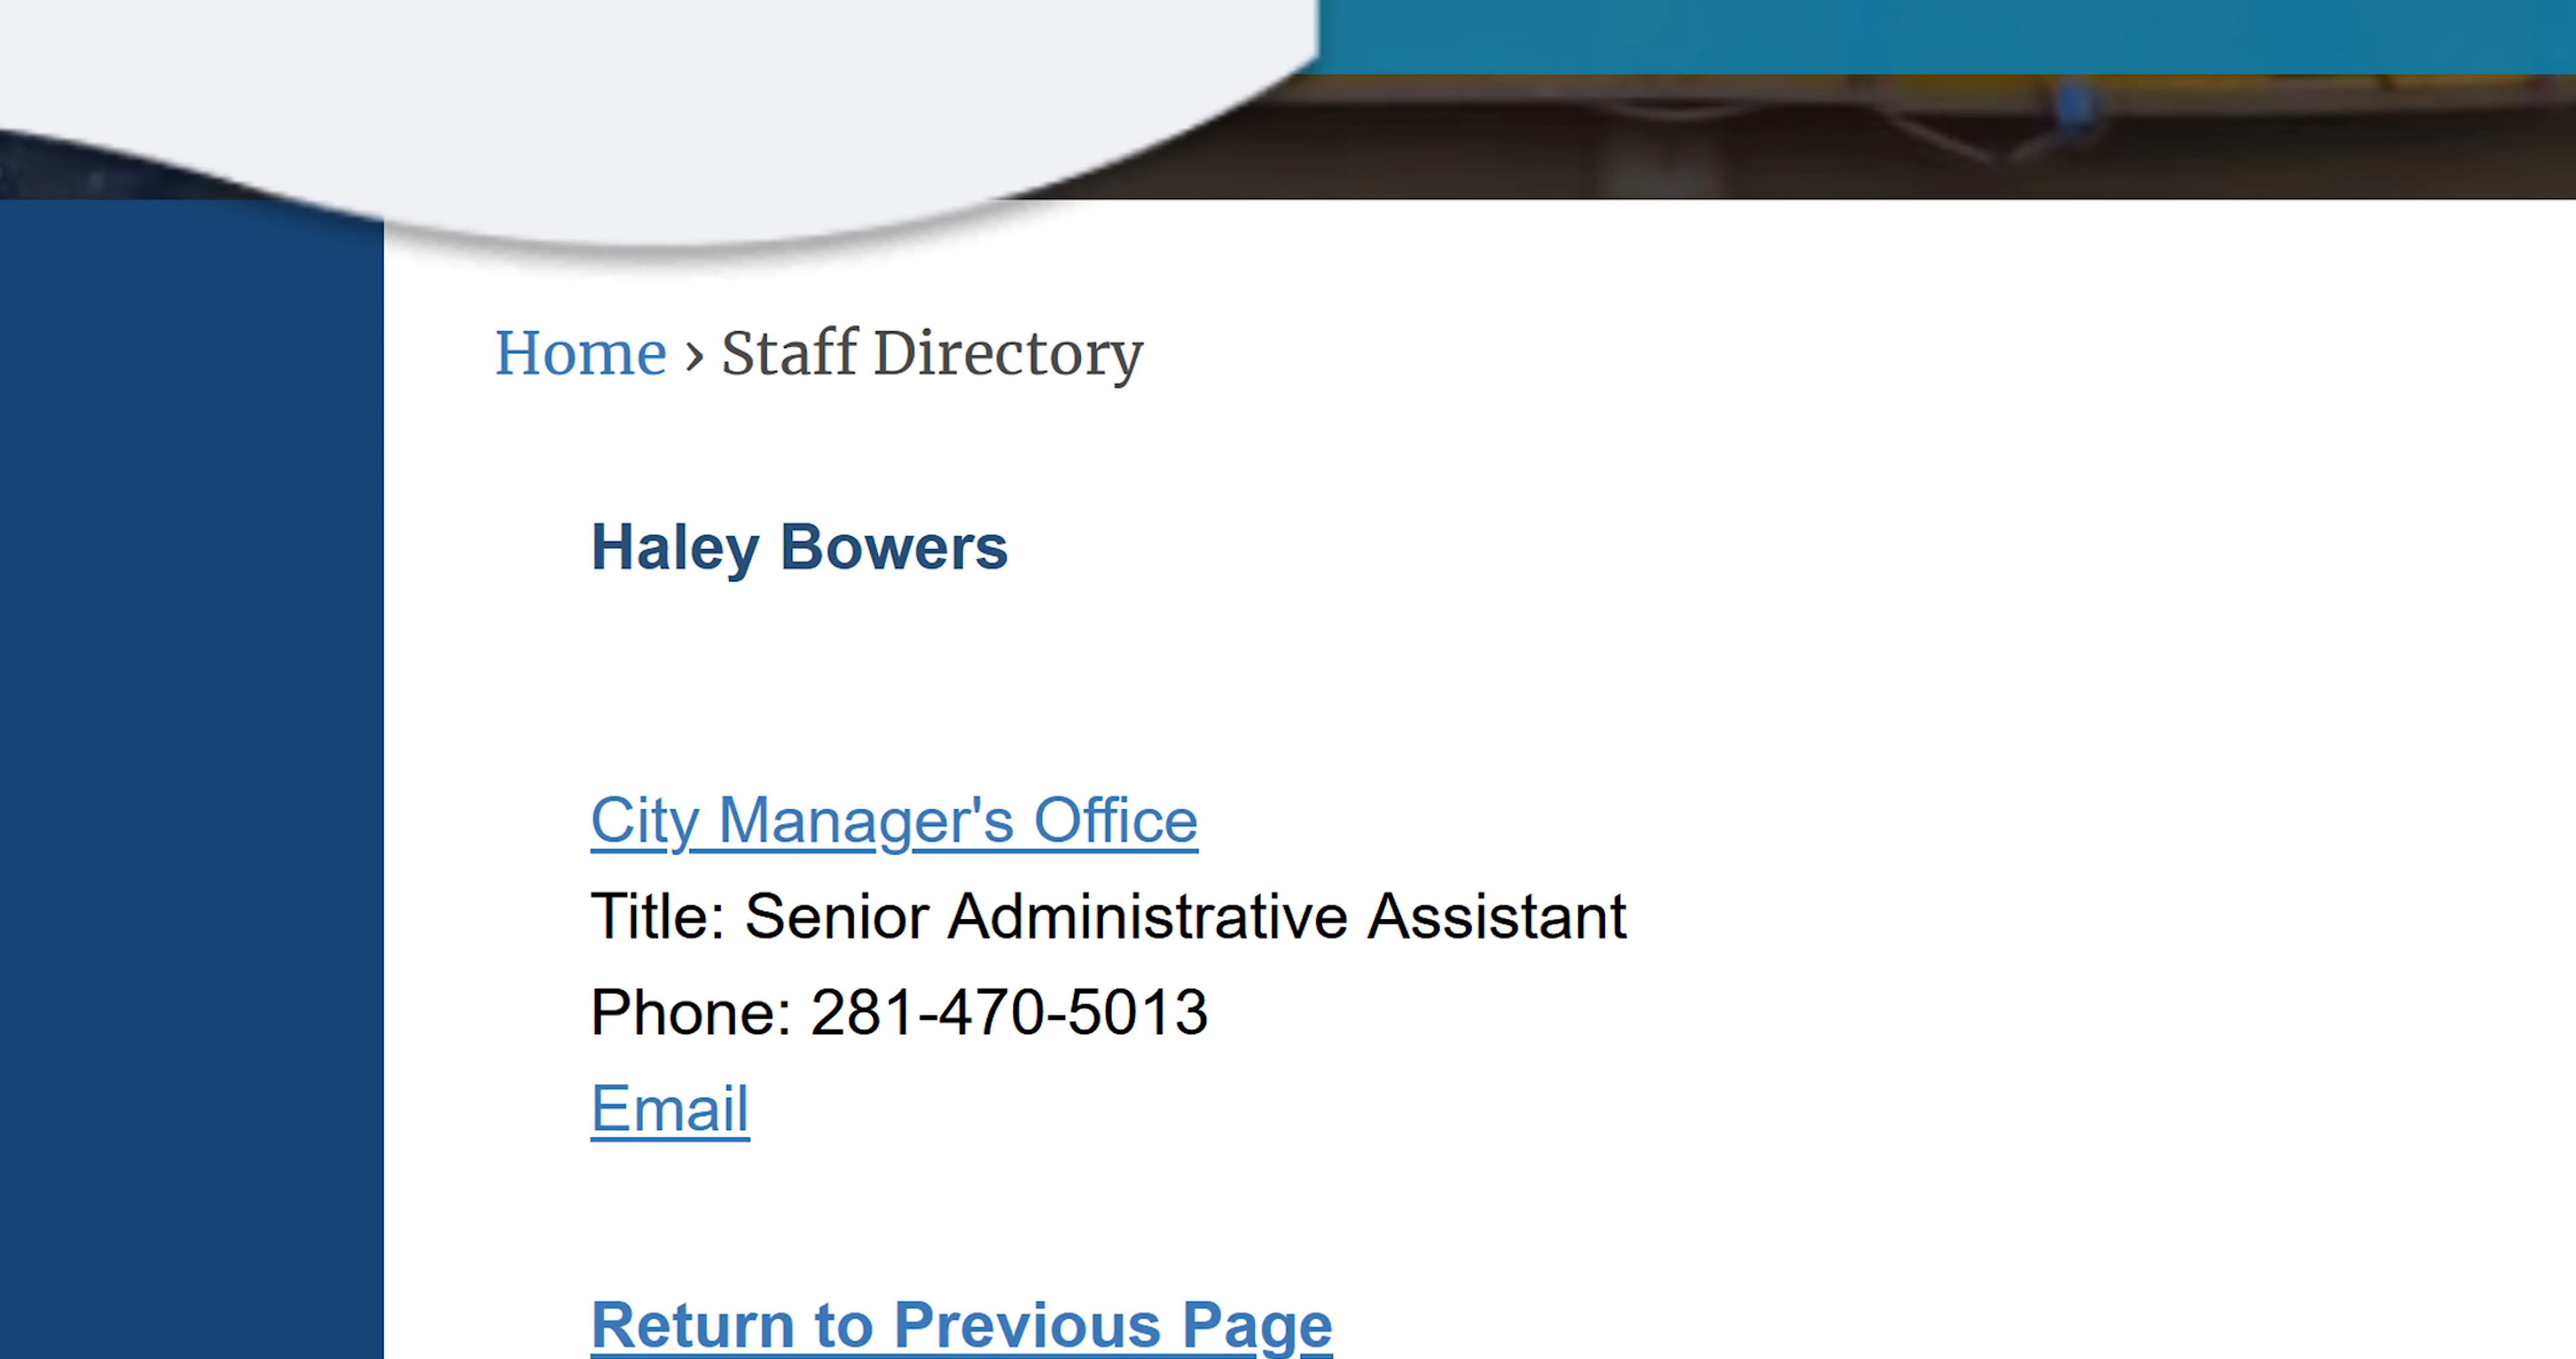 Home › Staff Directory
Haley Bowers
City Manager's Office
Title: Senior Administrative Assistant
Phone: 281-470-5013
Email
Return to Previous Page